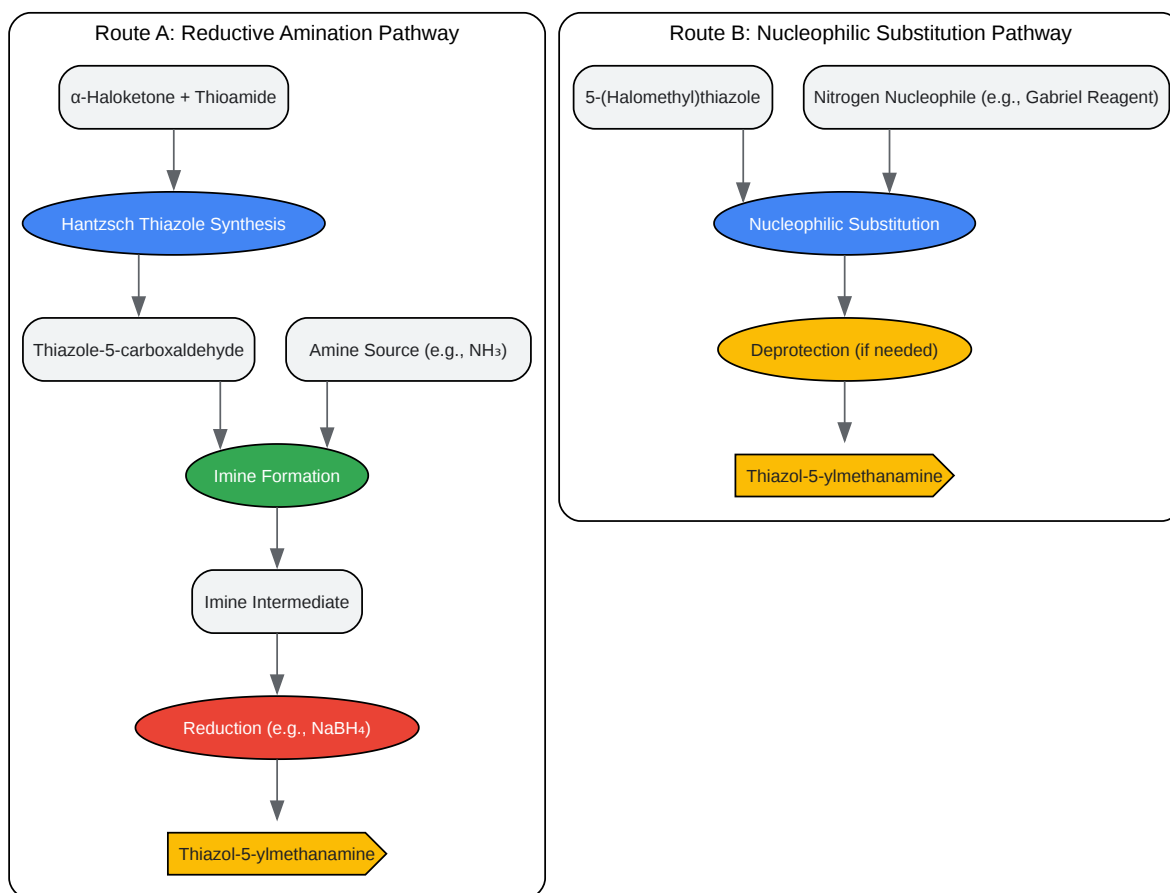 Route A: Reductive Amination Pathway
α-Haloketone + Thioamide
Hantzsch Thiazole Synthesis
Thiazole-5-carboxaldehyde
Amine Source (e.g., NH₃)
Imine Formation
Imine Intermediate
Reduction (e.g., NaBH₄)
Thiazol-5-ylmethanamine
Route B: Nucleophilic Substitution Pathway
5-(Halomethyl)thiazole
Nitrogen Nucleophile (e.g., Gabriel Reagent)
Nucleophilic Substitution
Deprotection (if needed)
Thiazol-5-ylmethanamine